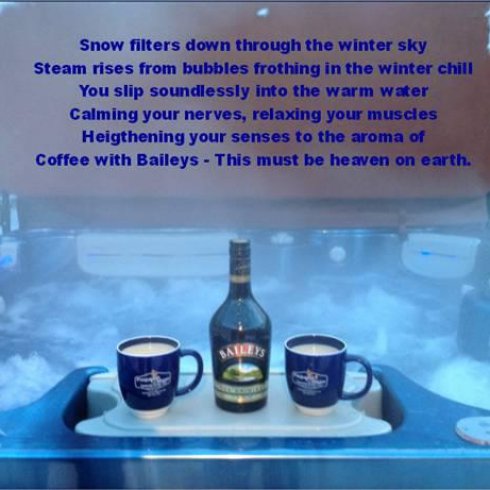 Snow filters down through the winter sky
Steam rises from bubbles frothing in the winter chill
You slip soundlessly into the warm water
Calming your nerves, relaxing your muscles
Heigthening your senses to the aroma of
Coffee with Baileys - This must be heaven on earth.
BAILEYS